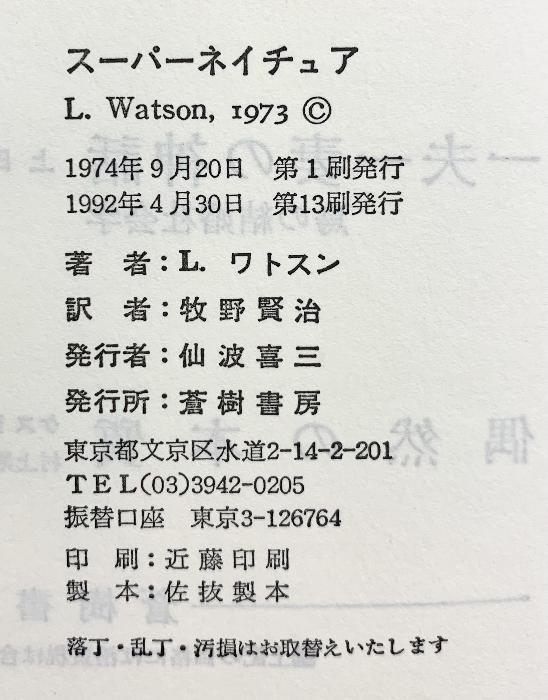 スーパーネイチュア
L. Watson, 1973 ©
1974年9月20日　第1刷発行
1992年4月30日　第13刷発行
著　者：L. ワトスン
訳　者：牧野賢治
発行者：仙波喜三
発行所：蒼樹書房
東京都文京区水道2-14-2-201
TEL(03)3942-0205
振替口座　東京3-126764
印　刷：近藤印刷
製　本：佐抜製本
落丁・乱丁・汚損はお取替えいたします